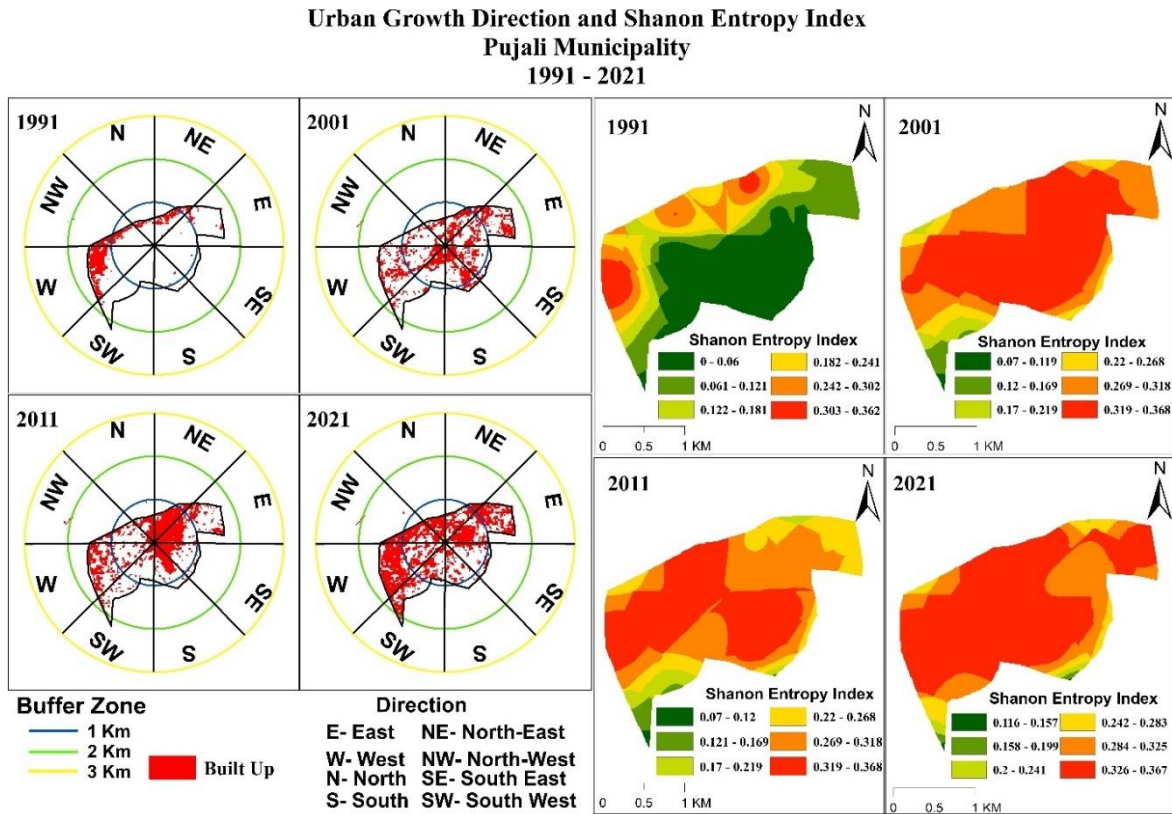 Urban Growth Direction and Shanon Entropy Index
Pujali Municipality
1991 - 2021
1991
N
NE
E
SE
S
SW
W
NW
2001
N
NE
E
SE
S
SW
W
NW
2011
N
NE
E
SE
S
SW
W
NW
2021
N
NE
E
SE
S
SW
W
NW
Buffer Zone
1 Km
2 Km
3 Km
Built Up
Direction
E- East NE- North-East
W- West NW- North-West
N- North SE- South East
S- South SW- South West
1991
N
Shanon Entropy Index
0 - 0.06 0.182 - 0.241
0.061 - 0.121 0.242 - 0.302
0.122 - 0.181 0.303 - 0.362
0 0.5 1 KM
2001
N
Shanon Entropy Index
0.07 - 0.119 0.22 - 0.268
0.12 - 0.169 0.269 - 0.318
0.17 - 0.219 0.319 - 0.368
0 0.5 1 KM
2011
N
Shanon Entropy Index
0.07 - 0.12 0.22 - 0.268
0.121 - 0.169 0.269 - 0.318
0.17 - 0.219 0.319 - 0.368
0 0.5 1 KM
2021
N
Shanon Entropy Index
0.116 - 0.157 0.242 - 0.283
0.158 - 0.199 0.284 - 0.325
0.2 - 0.241 0.326 - 0.367
0 0.5 1 KM